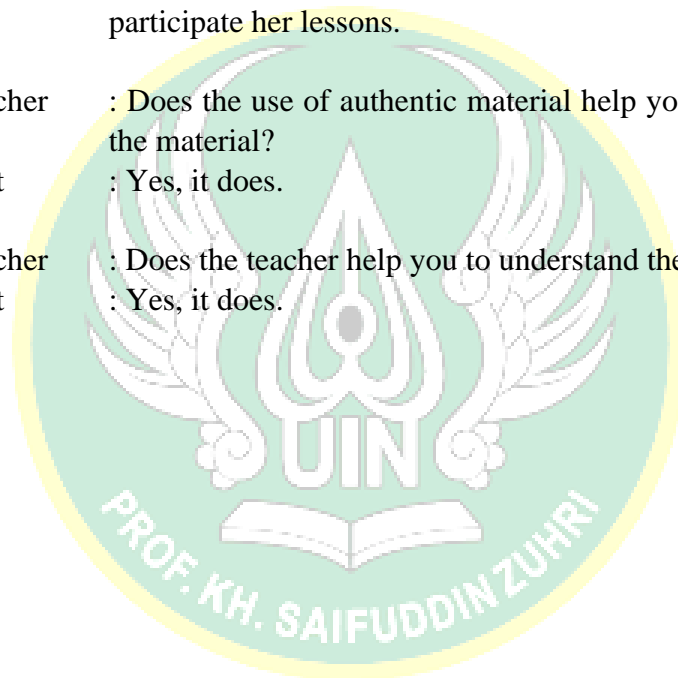 participate her lessons.
cher : Does the use of authentic material help yo
the material?
t : Yes, it does.
cher : Does the teacher help you to understand the
t : Yes, it does.
UIN
PROF. KH. SAIFUDDIN ZUHRI